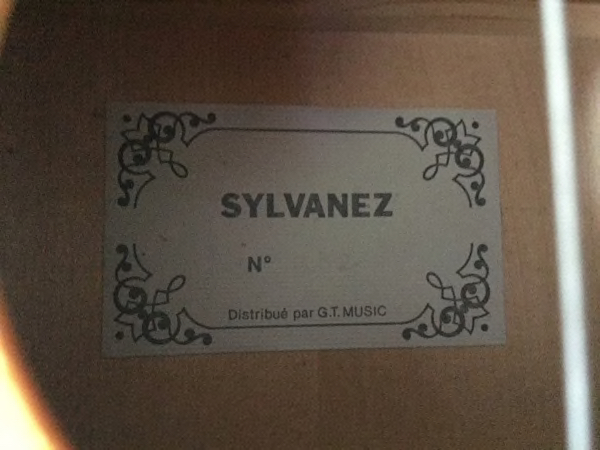 SYLVANEZ
N°
Distribué par G.T. MUSIC